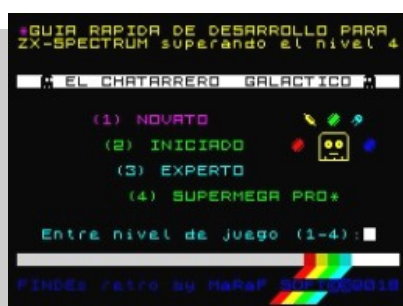 *GUIA RAPIDA DE DESARROLLO PARA
ZX-SPECTRUM superando el nivel 4
EL CHATARRERO GALACTICO
(1) NOVATO
(2) INICIADO
(3) EXPERTO
(4) SUPERMEGA PRO*
Entre nivel de juego (1-4):
FINDEs retro by MaRaF SOFT